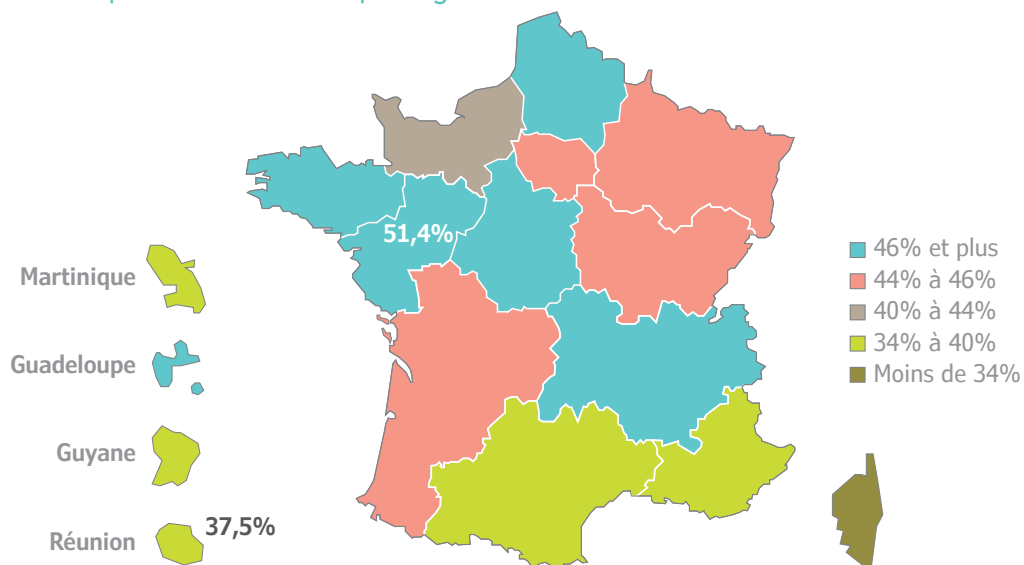 51,4%
Martinique
Guadeloupe
Guyane
Réunion
37,5%
46% et plus
44% à 46%
40% à 44%
34% à 40%
Moins de 34%